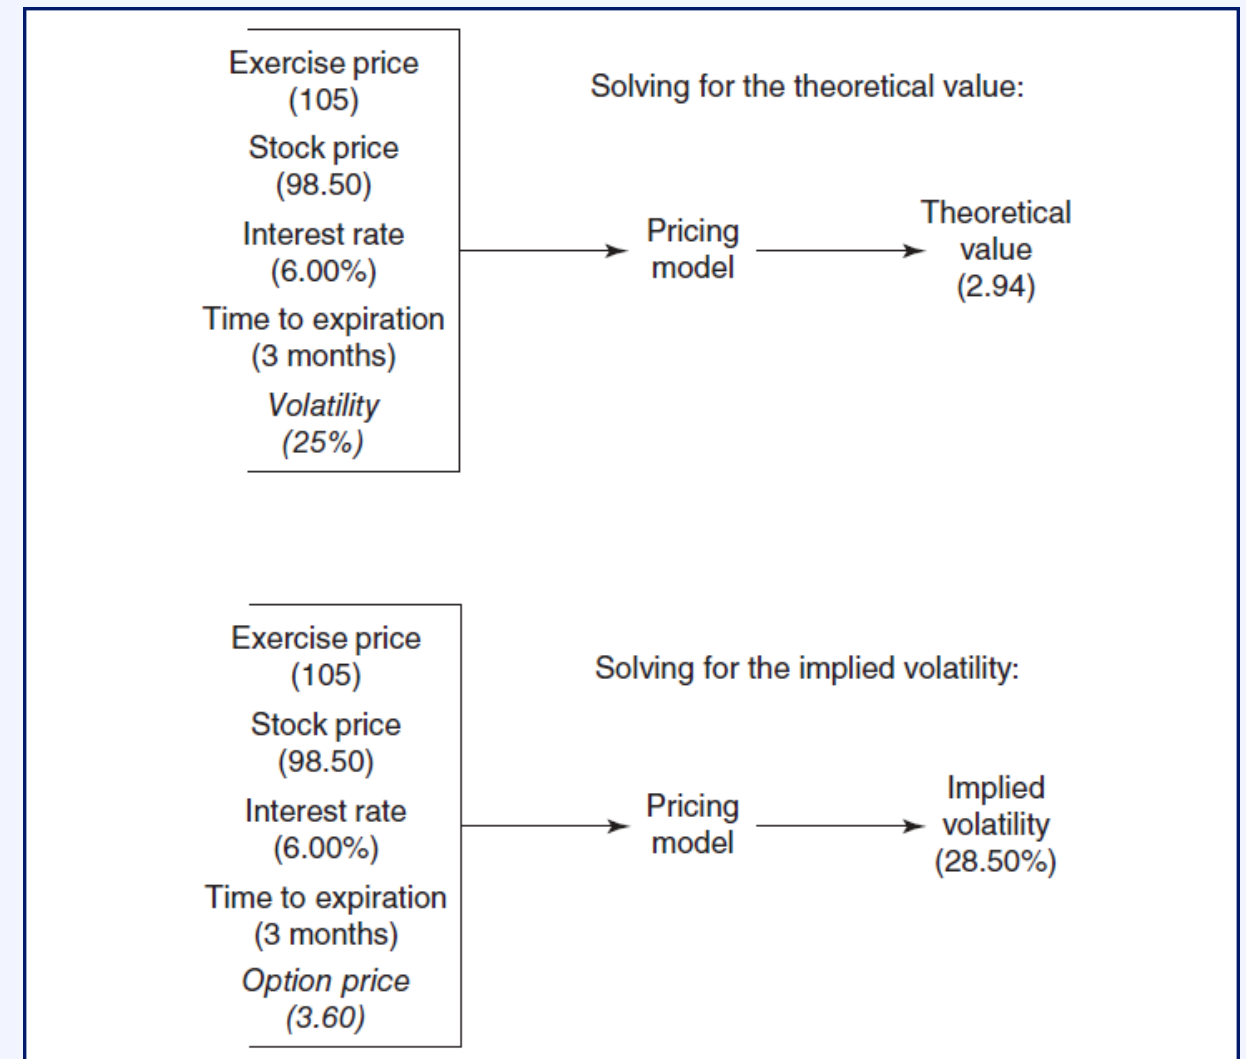 Exercise price
(105)
Stock price
(98.50)
Interest rate
(6.00%)
Time to expiration
(3 months)
Volatility
(25%)
Solving for the theoretical value:
Pricing
model
Theoretical
value
(2.94)
Exercise price
(105)
Stock price
(98.50)
Interest rate
(6.00%)
Time to expiration
(3 months)
Option price
(3.60)
Solving for the implied volatility:
Pricing
model
Implied
volatility
(28.50%)